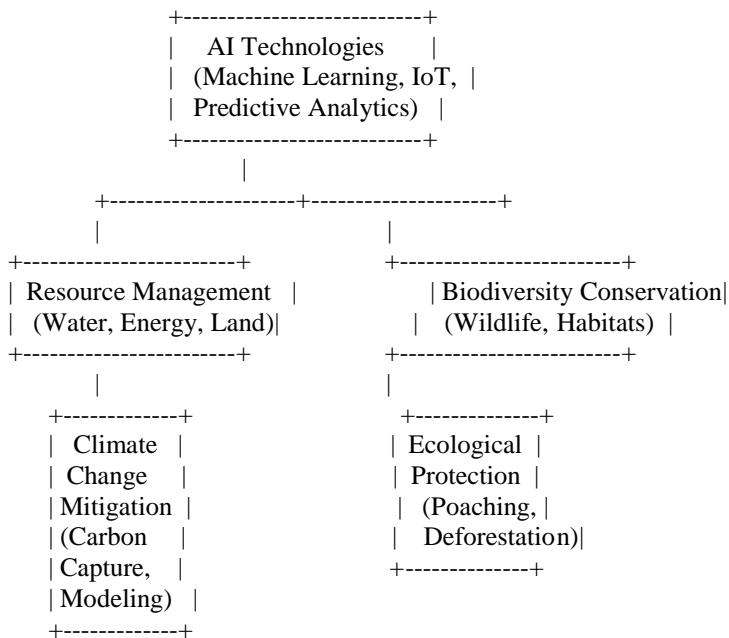 +---------------------------+
| AI Technologies |
| (Machine Learning, IoT, |
| Predictive Analytics) |
+---------------------------+
|
+---------------------+---------------------+
| |
+------------------------+ +-------------------------+
| Resource Management | | Biodiversity Conservation|
| (Water, Energy, Land)| | (Wildlife, Habitats) |
+------------------------+ +-------------------------+
| |
+-------------+ +--------------+
| Climate | | Ecological |
| Change | | Protection |
| Mitigation | | (Poaching, |
| (Carbon | | Deforestation)|
| Capture, | +--------------+
| Modeling) |
+-------------+